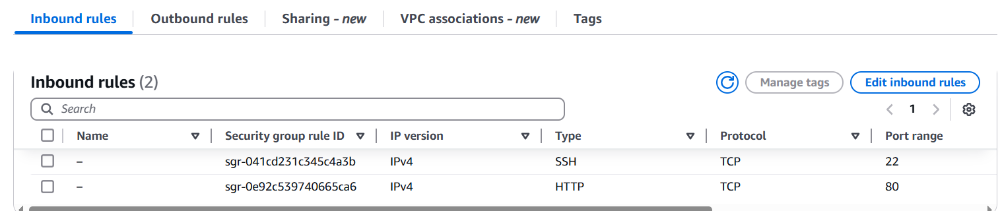 Inbound rules Outbound rules Sharing - new VPC associations - new Tags
Inbound rules (2) Manage tags Edit inbound rules
Search 1
Name Security group rule ID IP version Type Protocol Port range
– sgr-041cd231c345c4a3b IPv4 SSH TCP 22
– sgr-0e92c539740665ca6 IPv4 HTTP TCP 80